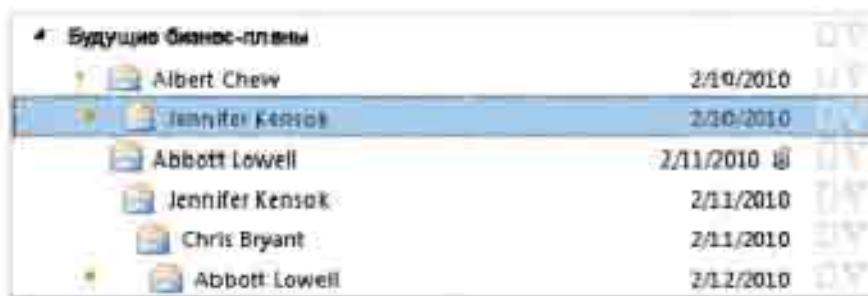 Будущие бизнес-планы
Albert Chew 2/10/2010
Jennifer Kensok 2/10/2010
Abbott Lowell 2/11/2010
Jennifer Kensok 2/11/2010
Chris Bryant 2/11/2010
Abbott Lowell 2/12/2010